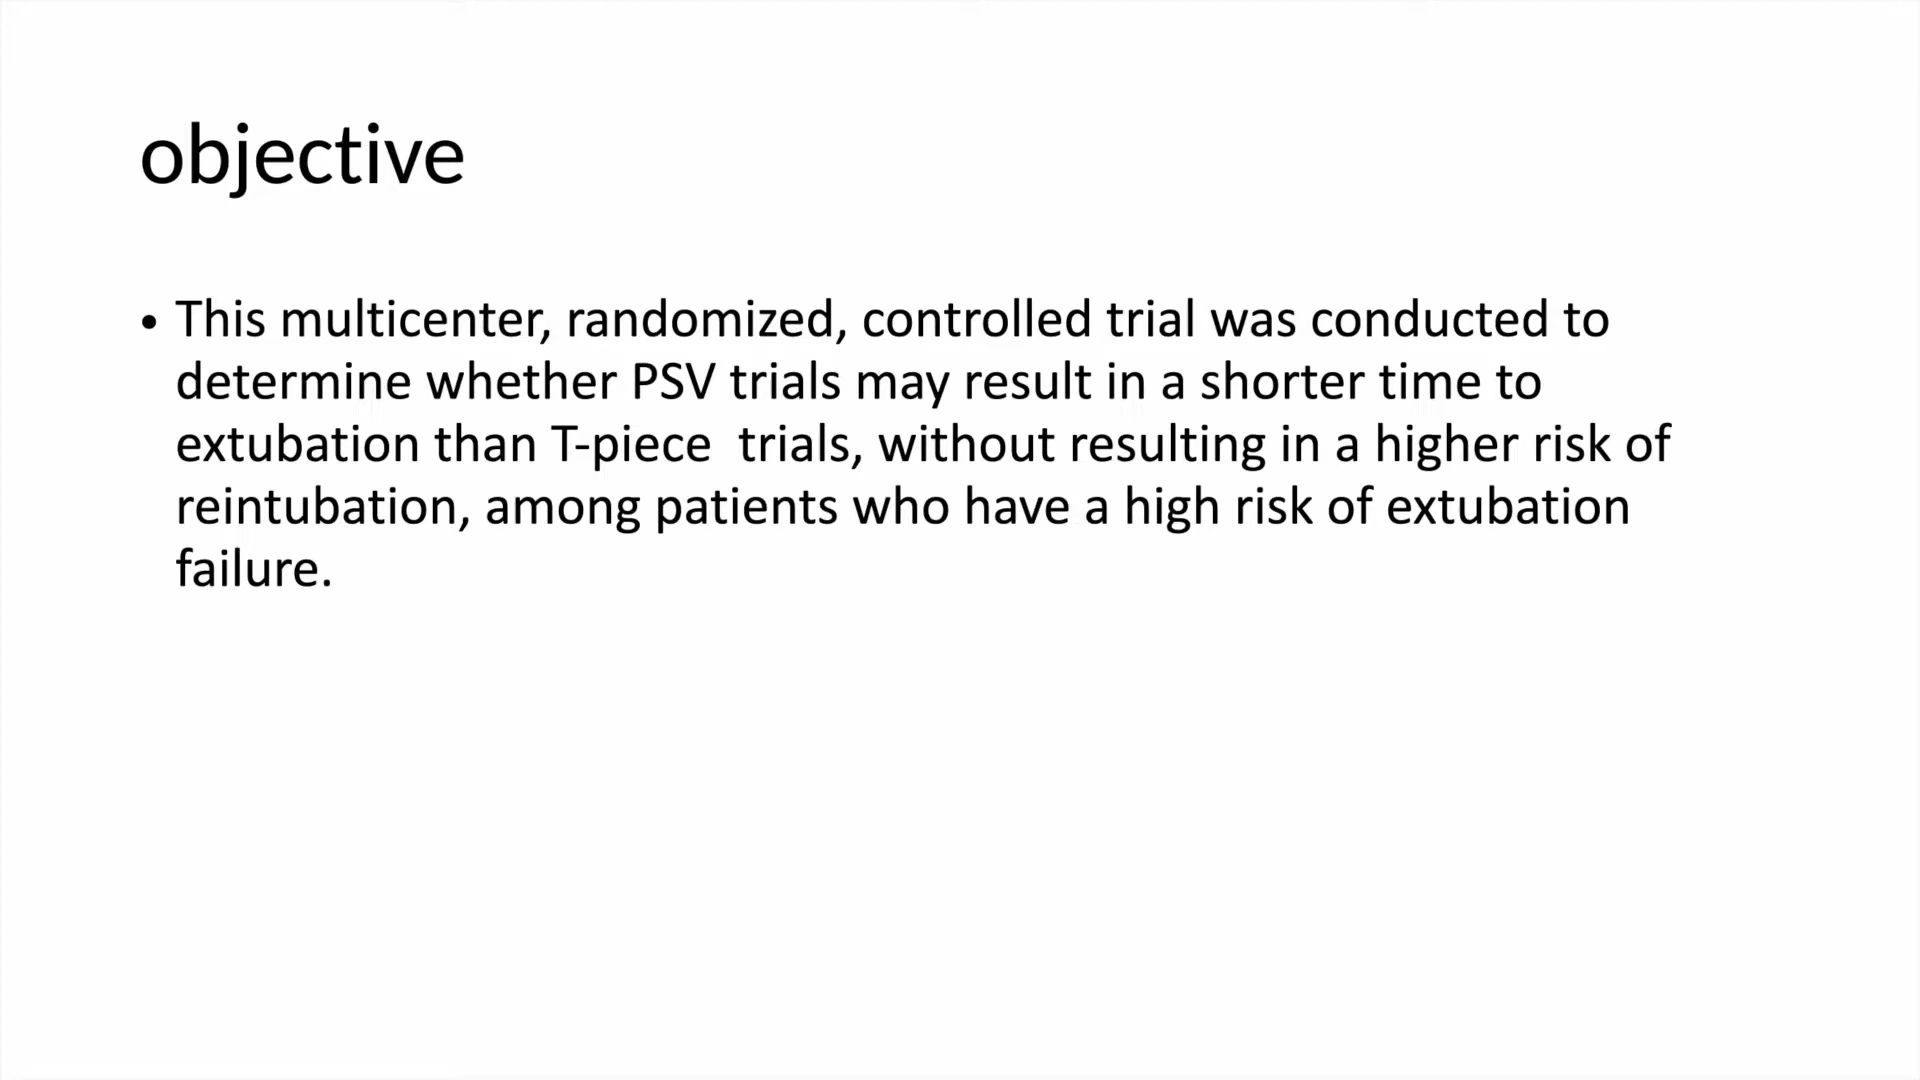 objective
• This multicenter, randomized, controlled trial was conducted to
determine whether PSV trials may result in a shorter time to
extubation than T-piece  trials, without resulting in a higher risk of
reintubation, among patients who have a high risk of extubation
failure.